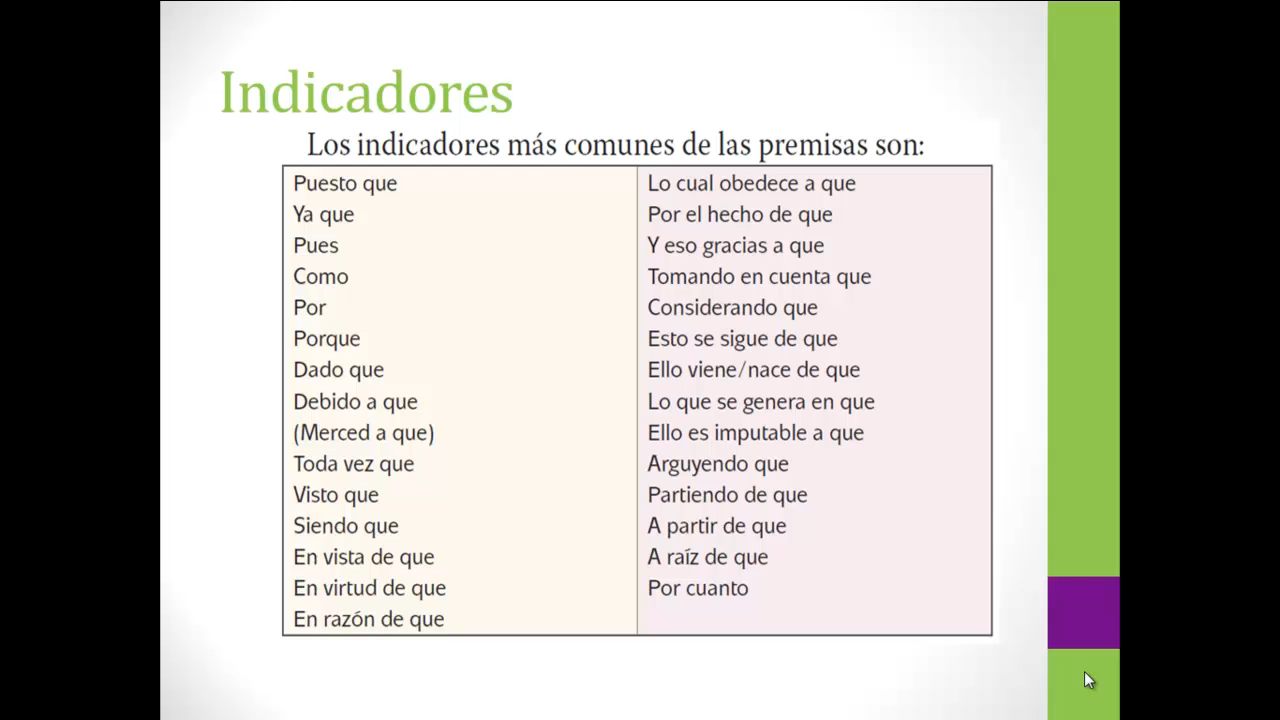 Indicadores
Los indicadores más comunes de las premisas son:
Puesto que
Ya que
Pues
Como
Por
Porque
Dado que
Debido a que
(Merced a que)
Toda vez que
Visto que
Siendo que
En vista de que
En virtud de que
En razón de que
Lo cual obedece a que
Por el hecho de que
Y eso gracias a que
Tomando en cuenta que
Considerando que
Esto se sigue de que
Ello viene/nace de que
Lo que se genera en que
Ello es imputable a que
Arguyendo que
Partiendo de que
A partir de que
A raíz de que
Por cuanto